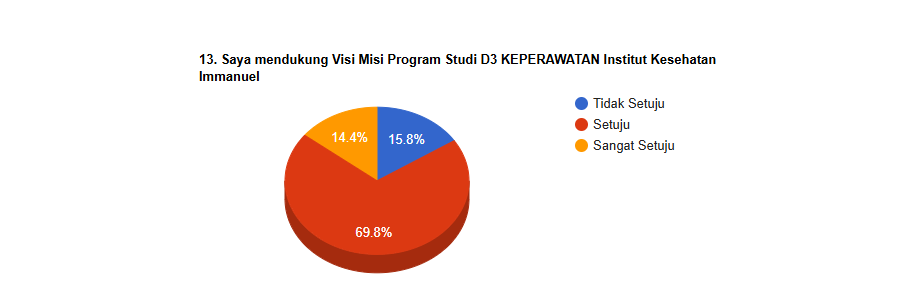 13. Saya mendukung Visi Misi Program Studi D3 KEPERAWATAN Institut Kesehatan
Immanuel
Tidak Setuju
Setuju
Sangat Setuju
14.4%
15.8%
69.8%